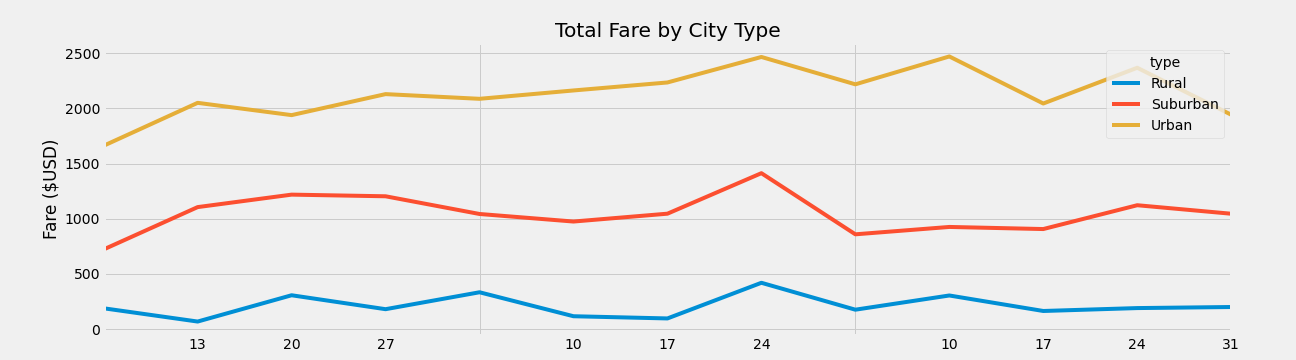 Total Fare by City Type
2500
2000
1500
1000
500
0
Fare ($USD)
type
Rural
Suburban
Urban
13 20 27 10 17 24 10 17 24 31